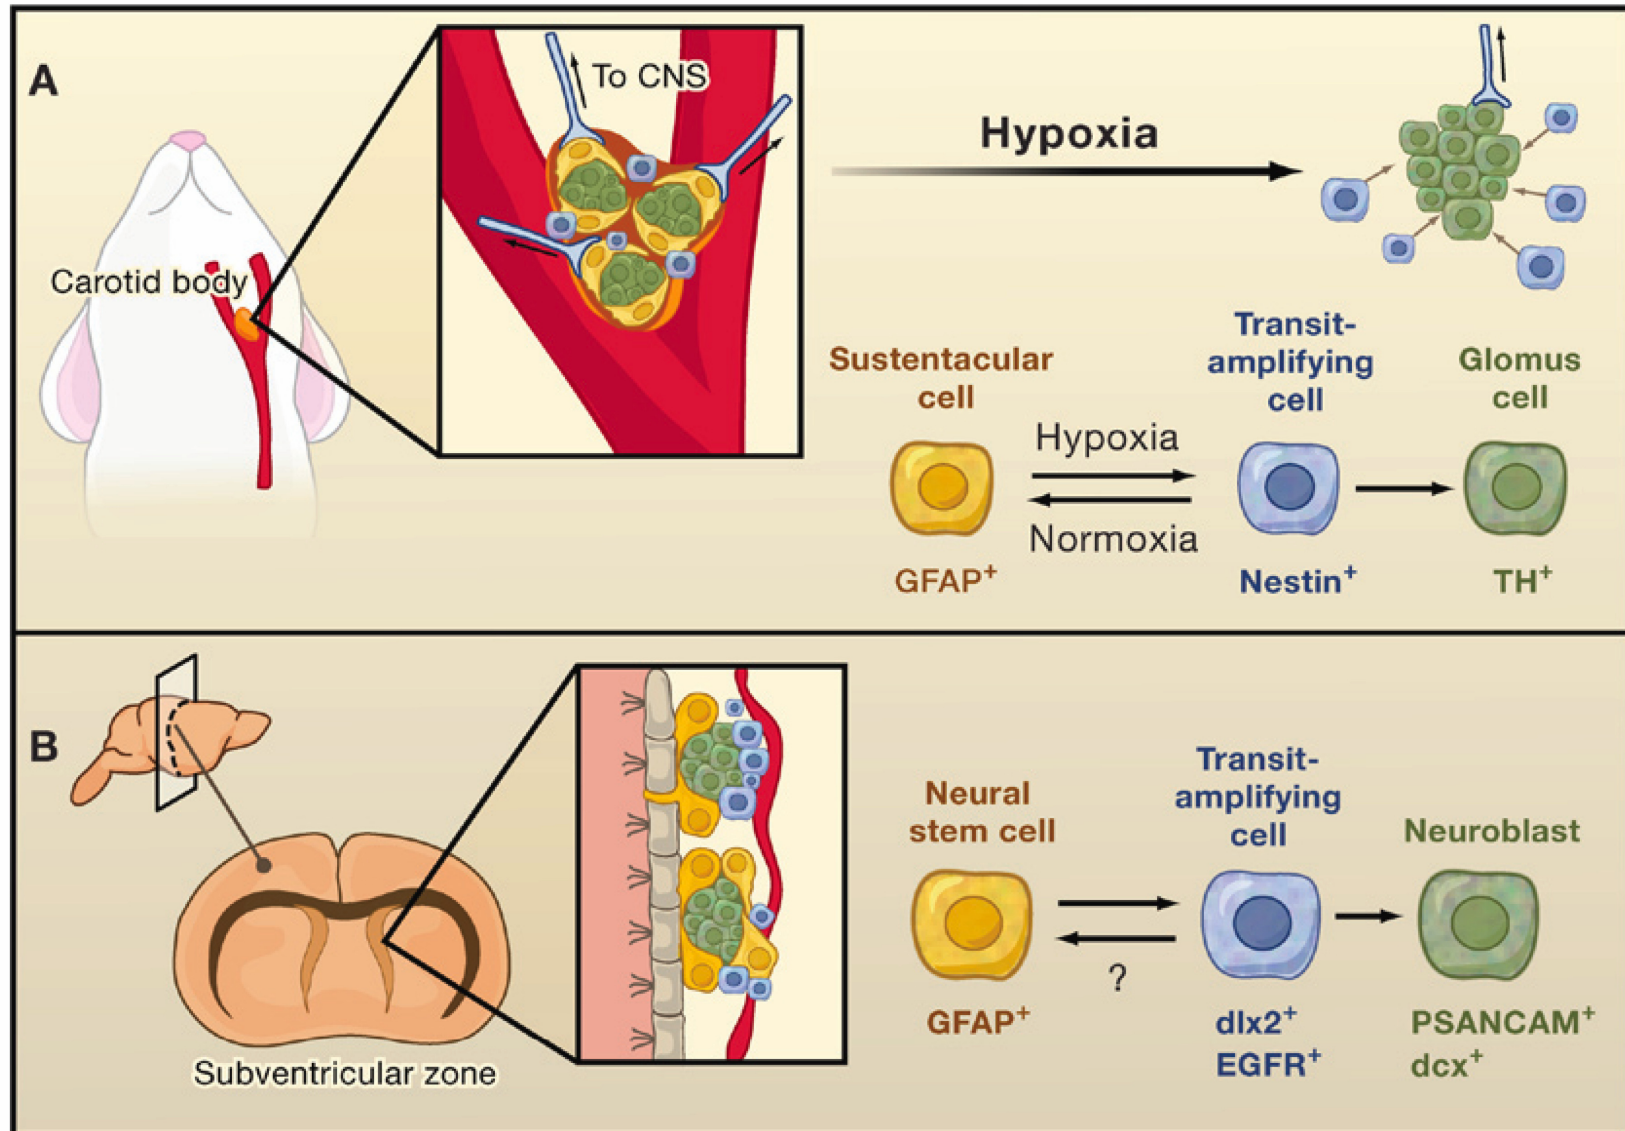 A
To CNS
Hypoxia
Carotid body
Sustentacular
cell
Transit-
amplifying
cell
Glomus
cell
Hypoxia
Normoxia
GFAP+
Nestin+
TH+
B
Neural
stem cell
Transit-
amplifying
cell
Neuroblast
?
GFAP+
dlx2+
EGFR+
PSANCAM+
dcx+
Subventricular zone